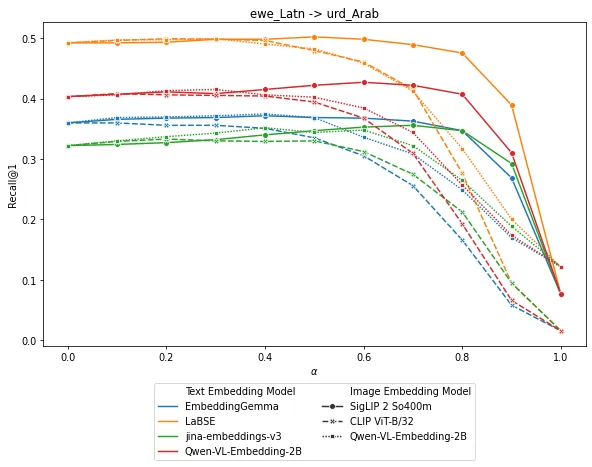 ewe_Latn -> urd_Arab
Recall@1
0.5
0.4
0.3
0.2
0.1
0.0
0.0 0.2 0.4 0.6 0.8 1.0
α
Text Embedding Model
EmbeddingGemma
LaBSE
jina-embeddings-v3
Qwen-VL-Embedding-2B
Image Embedding Model
SigLIP 2 So400m
CLIP ViT-B/32
Qwen-VL-Embedding-2B